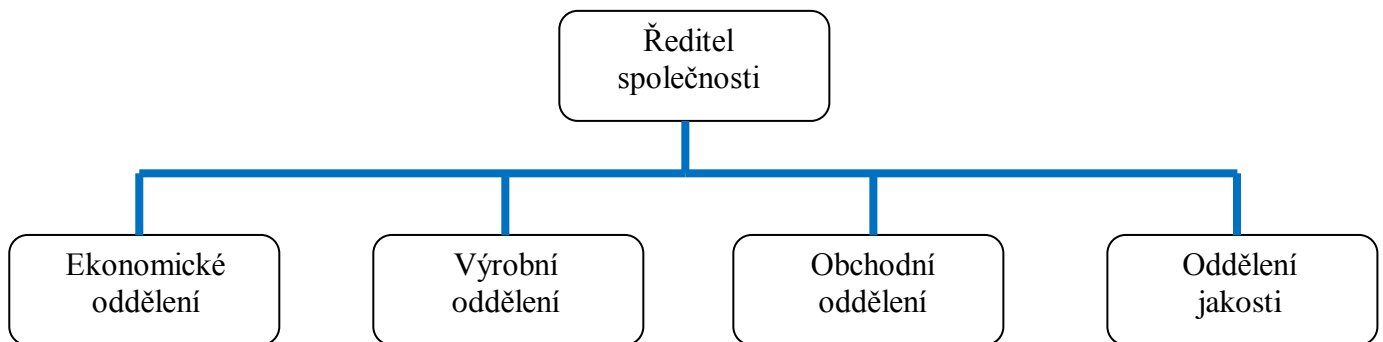 Ředitel
společnosti
Ekonomické
oddělení
Výrobní
oddělení
Obchodní
oddělení
Oddělení
jakosti